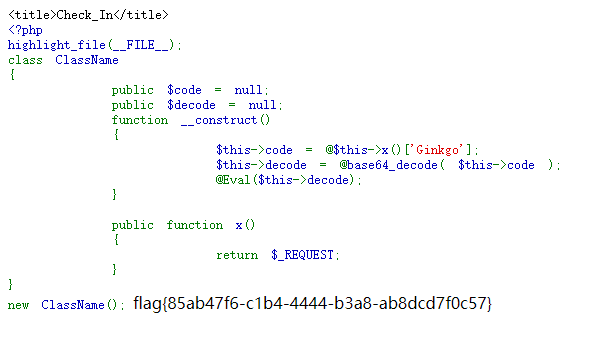 <title>Check_In</title>
<?php
highlight_file(__FILE__);
class ClassName
{
public $code = null;
public $decode = null;
function __construct()
{
$this->code = @$this->x()['Ginkgo'];
$this->decode = @base64_decode( $this->code );
@Eval($this->decode);
}
public function x()
{
return $_REQUEST;
}
}
new ClassName(); flag{85ab47f6-c1b4-4444-b3a8-ab8dcd7f0c57}